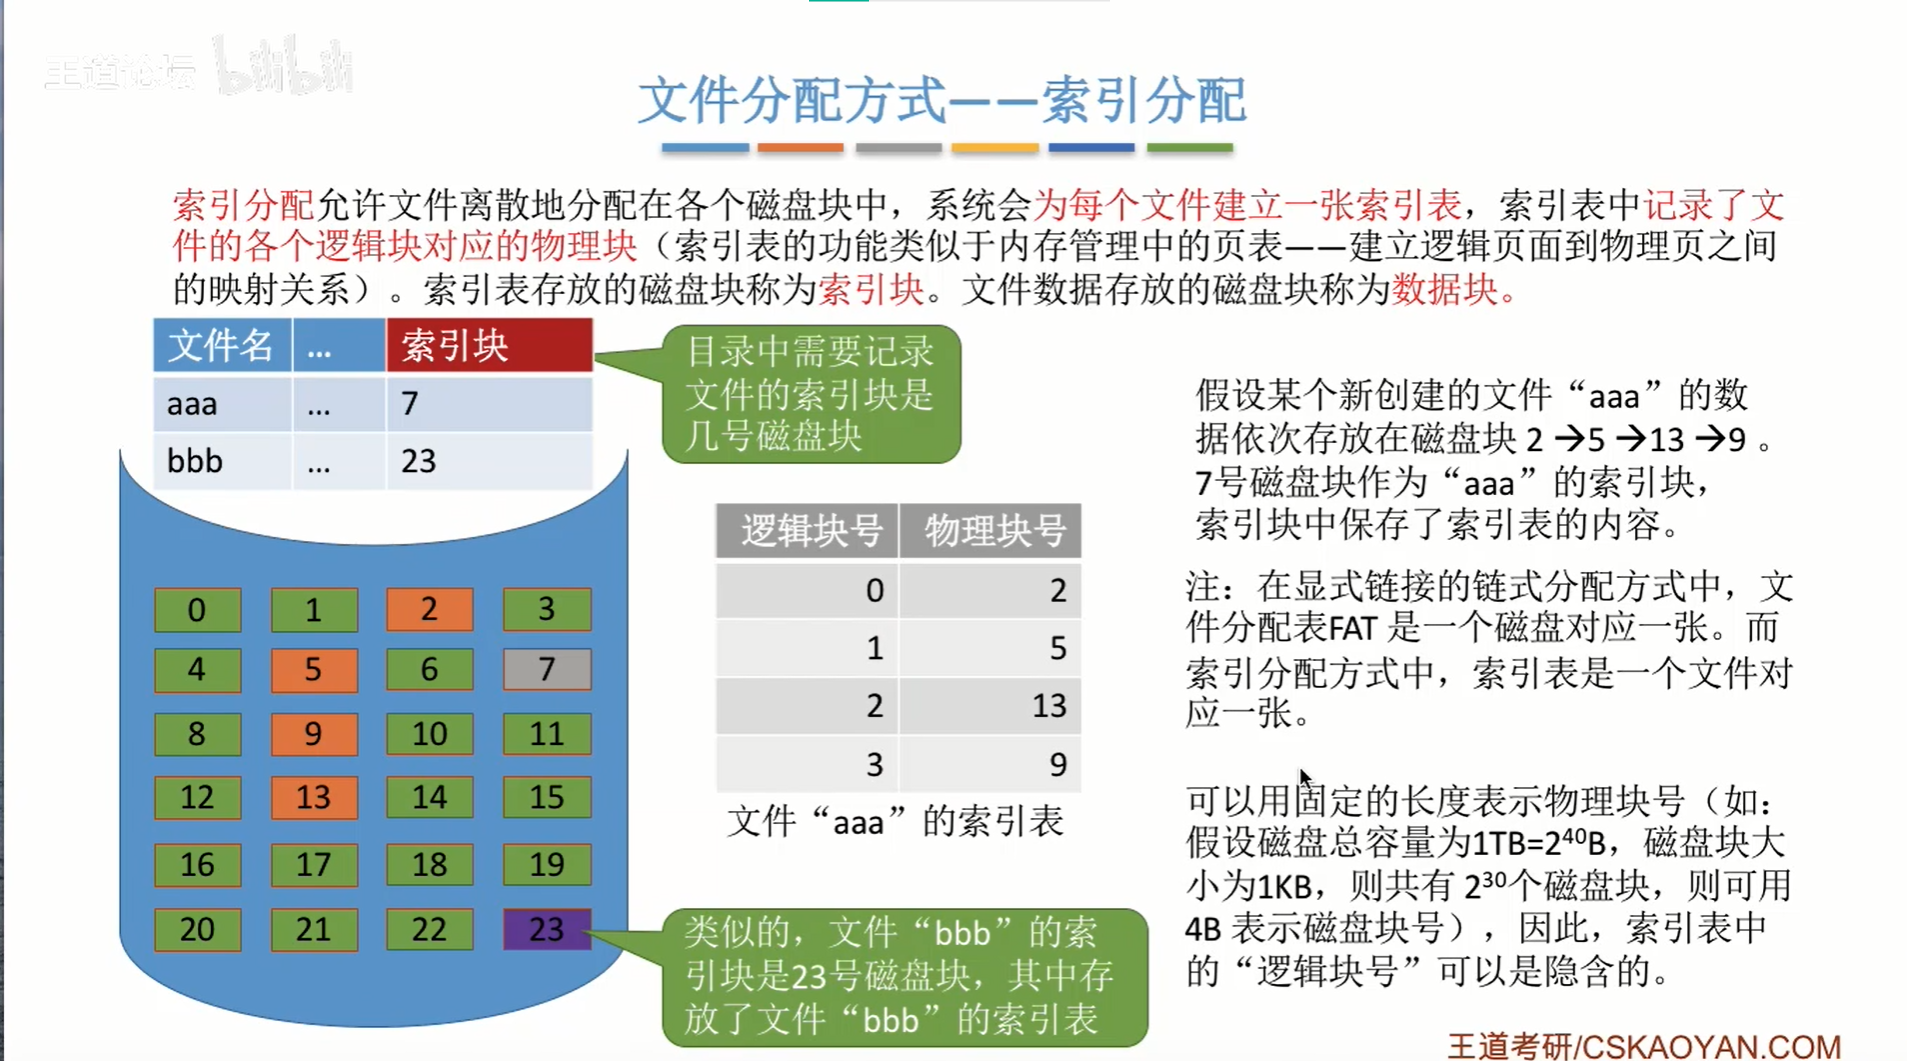 王道论坛 bilibili
文件分配方式——索引分配
索引分配允许文件离散地分配在各个磁盘块中，系统会为每个文件建立一张索引表，索引表中记录了文
件的各个逻辑块对应的物理块（索引表的功能类似于内存管理中的页表——建立逻辑页面到物理页之间
的映射关系）。索引表存放的磁盘块称为索引块。文件数据存放的磁盘块称为数据块。
文件名 ... 索引块
aaa ... 7
bbb ... 23
目录中需要记录
文件的索引块是
几号磁盘块
0 1 2 3
4 5 6 7
8 9 10 11
12 13 14 15
16 17 18 19
20 21 22 23
逻辑块号 物理块号
0 2
1 5
2 13
3 9
文件“aaa”的索引表
类似的，文件“bbb”的索
引块是23号磁盘块，其中存
放了文件“bbb”的索引表
假设某个新创建的文件“aaa”的数
据依次存放在磁盘块 2 →5 →13 →9 。
7号磁盘块作为“aaa”的索引块，
索引块中保存了索引表的内容。
注：在显式链接的链式分配方式中，文
件分配表FAT 是一个磁盘对应一张。而
索引分配方式中，索引表是一个文件对
应一张。
可以用固定的长度表示物理块号（如：
假设磁盘总容量为1TB=2⁴⁰B，磁盘块大
小为1KB，则共有 2³⁰个磁盘块，则可用
4B 表示磁盘块号），因此，索引表中
的“逻辑块号”可以是隐含的。
王道考研/CSKAOYAN.COM